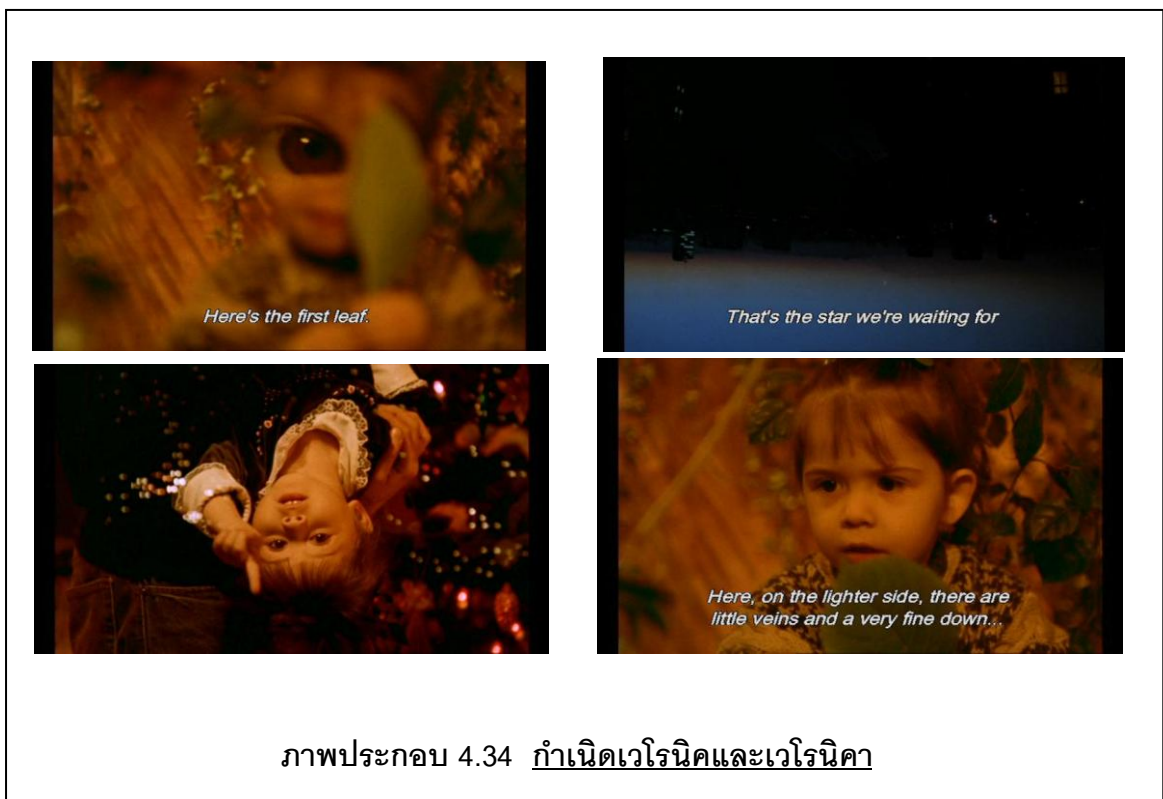 Here's the first leaf.
That's the star we're waiting for
Here, on the lighter side, there are
little veins and a very fine down...
ภาพประกอบ 4.34 กำเนิดเวโรนิคและเวโรนิคา